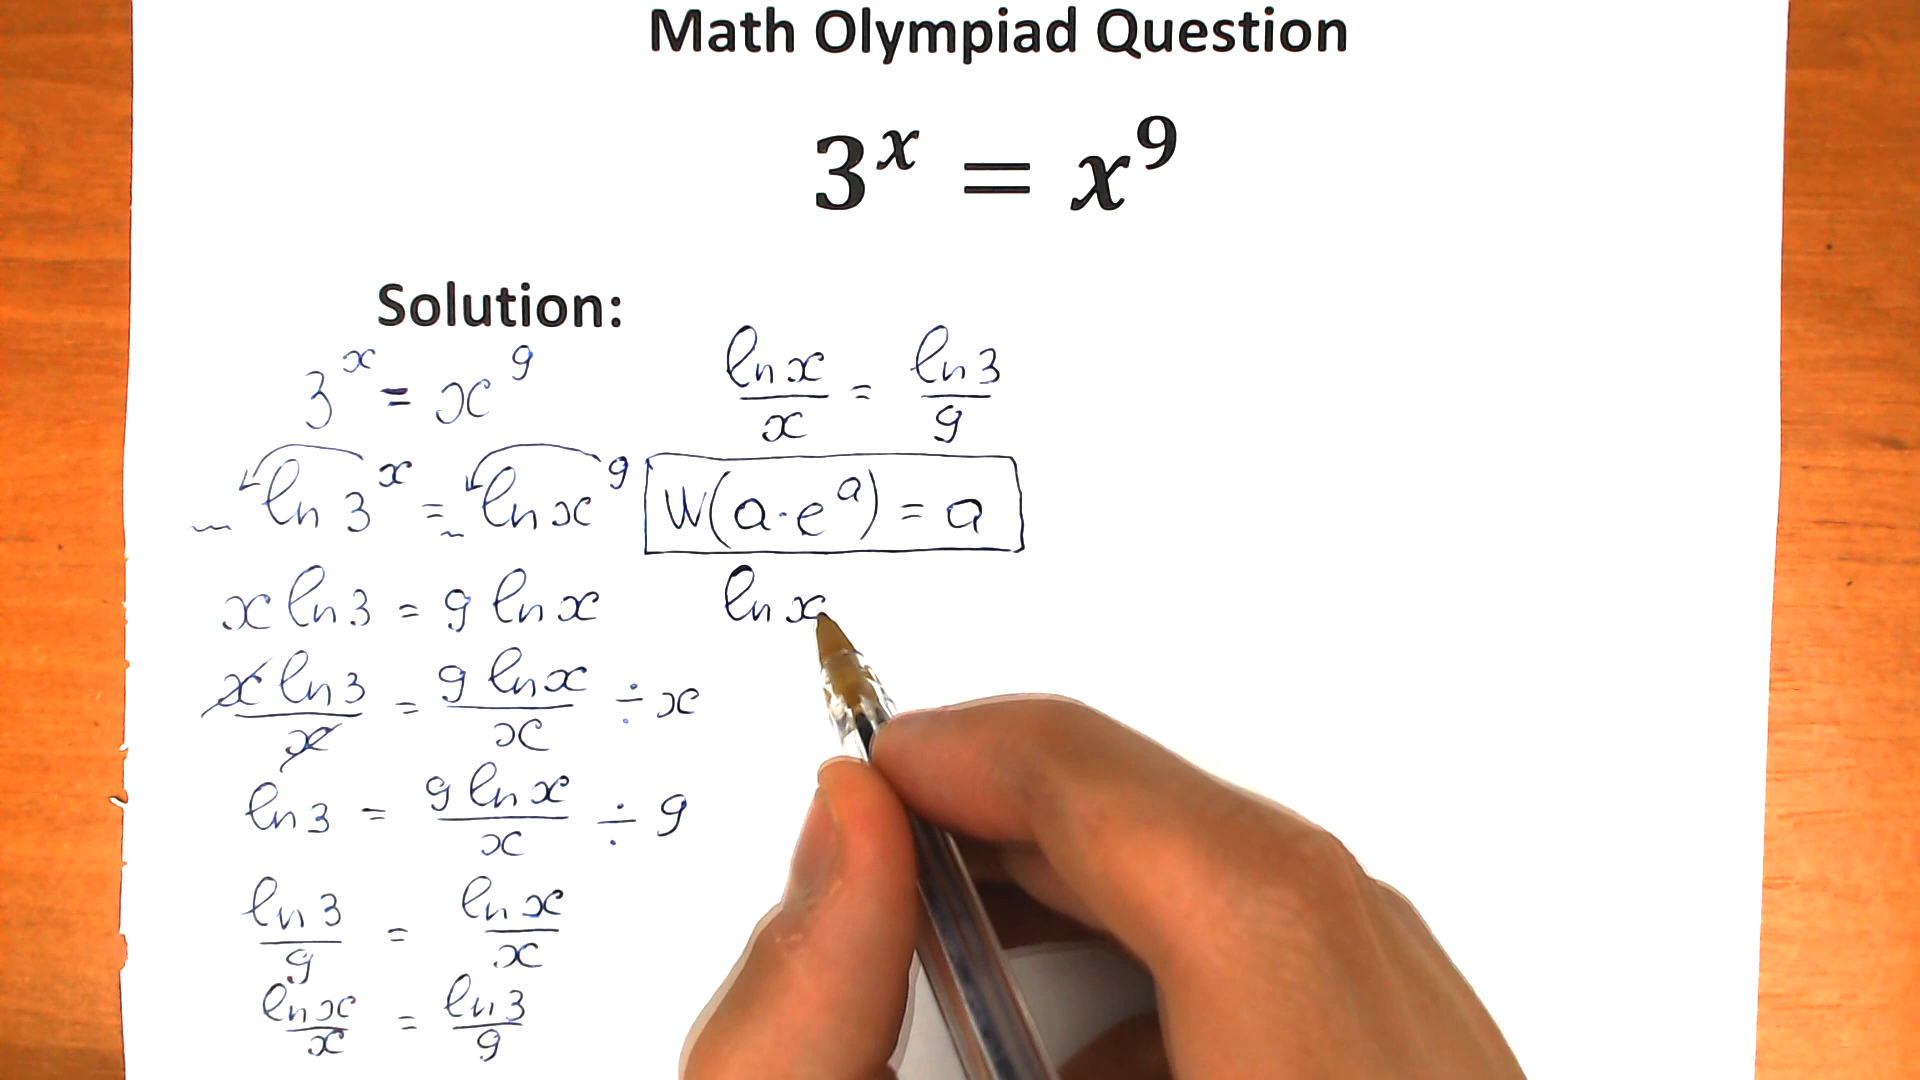 Math Olympiad Question
3^x = x^9
Solution:
3^x = x^9
ln 3^x = ln x^9
x ln 3 = 9 ln x
x ln 3 / x = 9 ln x / x ÷ x
ln 3 = 9 ln x / x ÷ 9
ln 3 / 9 = ln x / x
ln x / x = ln 3 / 9
ln x / x = ln 3 / 9
W(a·e^a) = a
ln x